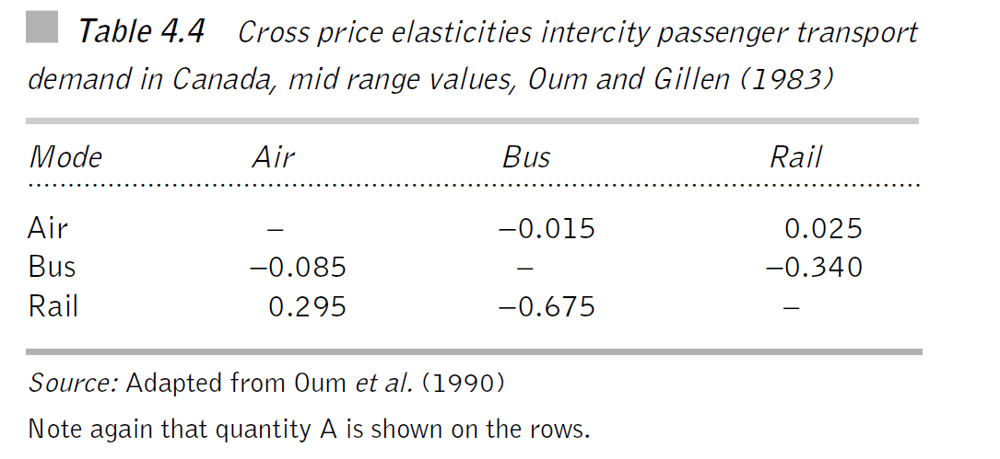 Table 4.4 Cross price elasticities intercity passenger transport
demand in Canada, mid range values, Oum and Gillen (1983)
Mode Air Bus Rail
Air – –0.015 0.025
Bus –0.085 – –0.340
Rail 0.295 –0.675 –
Source: Adapted from Oum et al. (1990)
Note again that quantity A is shown on the rows.